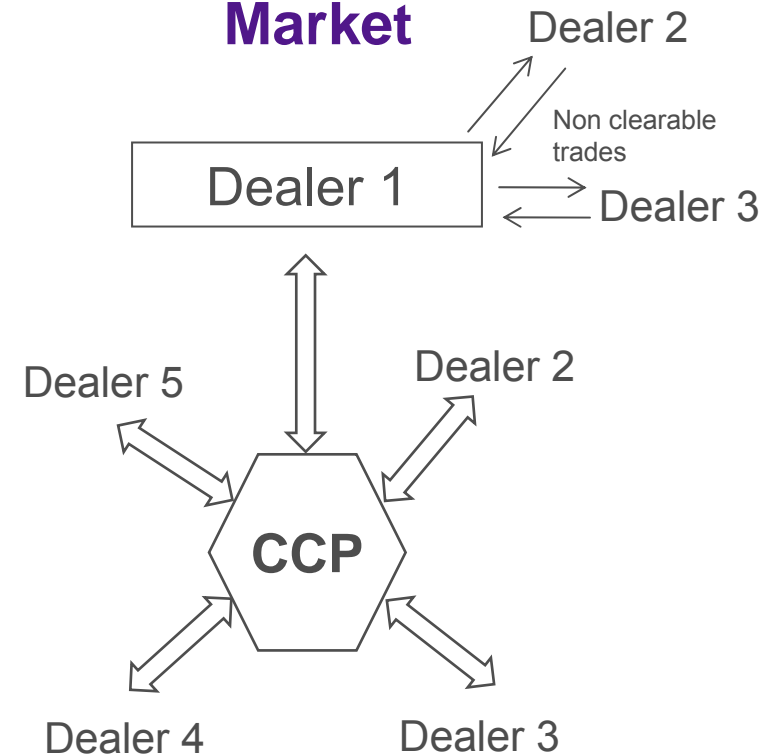 Market
Dealer 2
Non clearable
trades
Dealer 1
Dealer 3
Dealer 5
Dealer 2
CCP
Dealer 4
Dealer 3